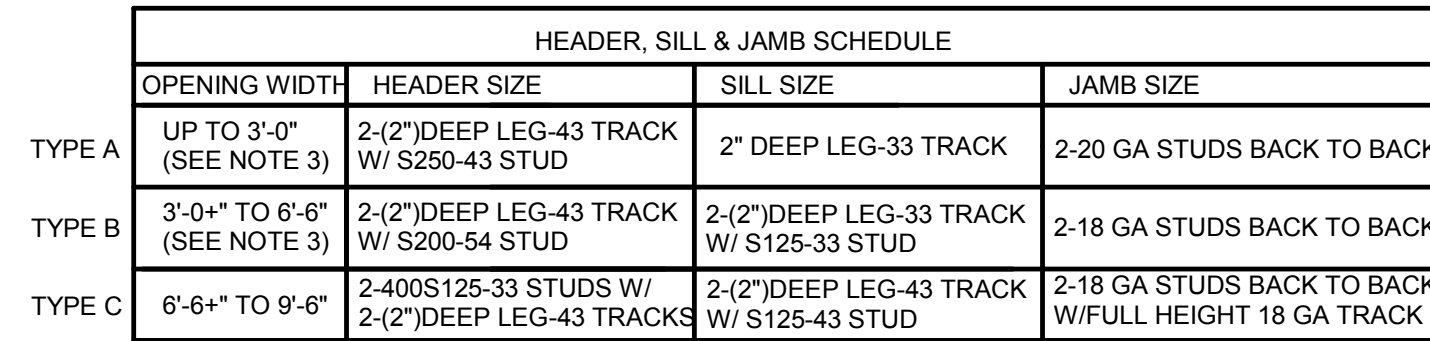 HEADER, SILL & JAMB SCHEDULE
OPENING WIDTH HEADER SIZE SILL SIZE JAMB SIZE
TYPE A
UP TO 3'-0"
(SEE NOTE 3)
2-(2")DEEP LEG-43 TRACK
W/ S250-43 STUD
2" DEEP LEG-33 TRACK
2-20 GA STUDS BACK TO BACK
TYPE B
3'-0+" TO 6'-6"
(SEE NOTE 3)
2-(2")DEEP LEG-43 TRACK
W/ S200-54 STUD
2-(2")DEEP LEG-33 TRACK
W/ S125-33 STUD
2-18 GA STUDS BACK TO BACK
TYPE C
6'-6+" TO 9'-6"
2-400S125-33 STUDS W/
2-(2")DEEP LEG-43 TRACKS
2-(2")DEEP LEG-43 TRACK
W/ S125-43 STUD
2-18 GA STUDS BACK TO BACK
W/FULL HEIGHT 18 GA TRACK